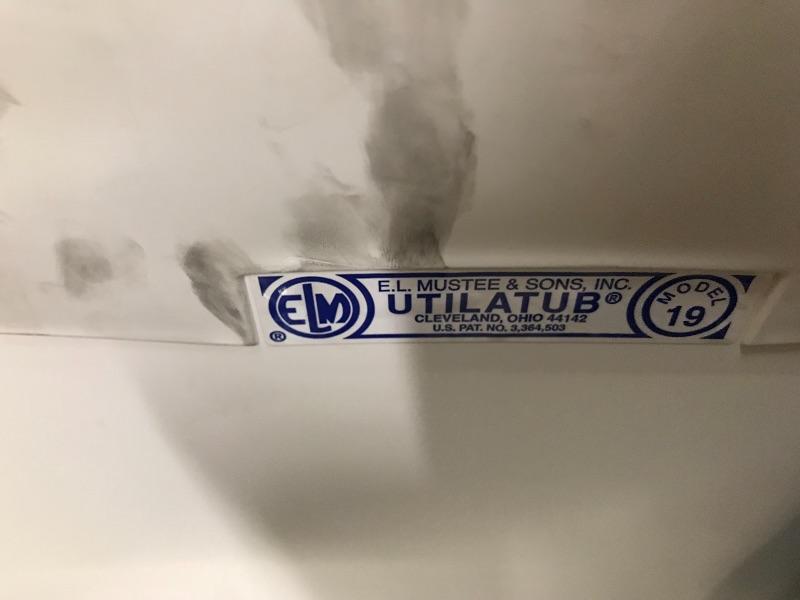 ELM
®
E.L. MUSTEE & SONS, INC.
UTILATUB®
CLEVELAND, OHIO 44142
U.S. PAT. NO. 3,364,503
MODEL
19